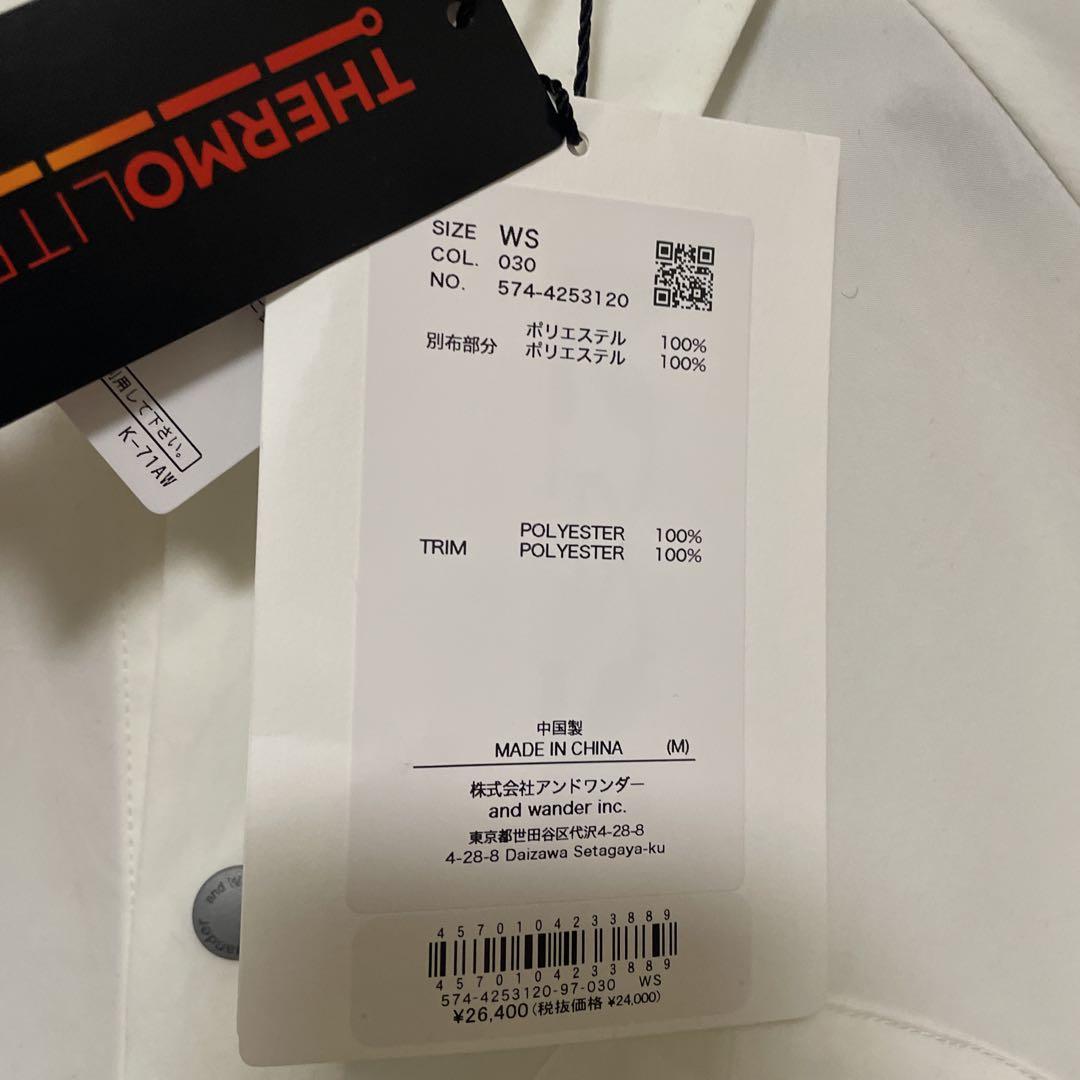 THERMOLITE
用して下さい。
K-71AW
SIZE WS
COL. 030
NO. 574-4253120
ポリエステル 100%
別布部分 ポリエステル 100%
POLYESTER 100%
TRIM POLYESTER 100%
中国製
MADE IN CHINA (M)
株式会社アンドワンダー
and wander inc.
東京都世田谷区代沢4-28-8
4-28-8 Daizawa Setagaya-ku
4570104233889
4570104233889
574-4253120-97-030 WS
¥26,400(税抜価格 ¥24,000)
and wander